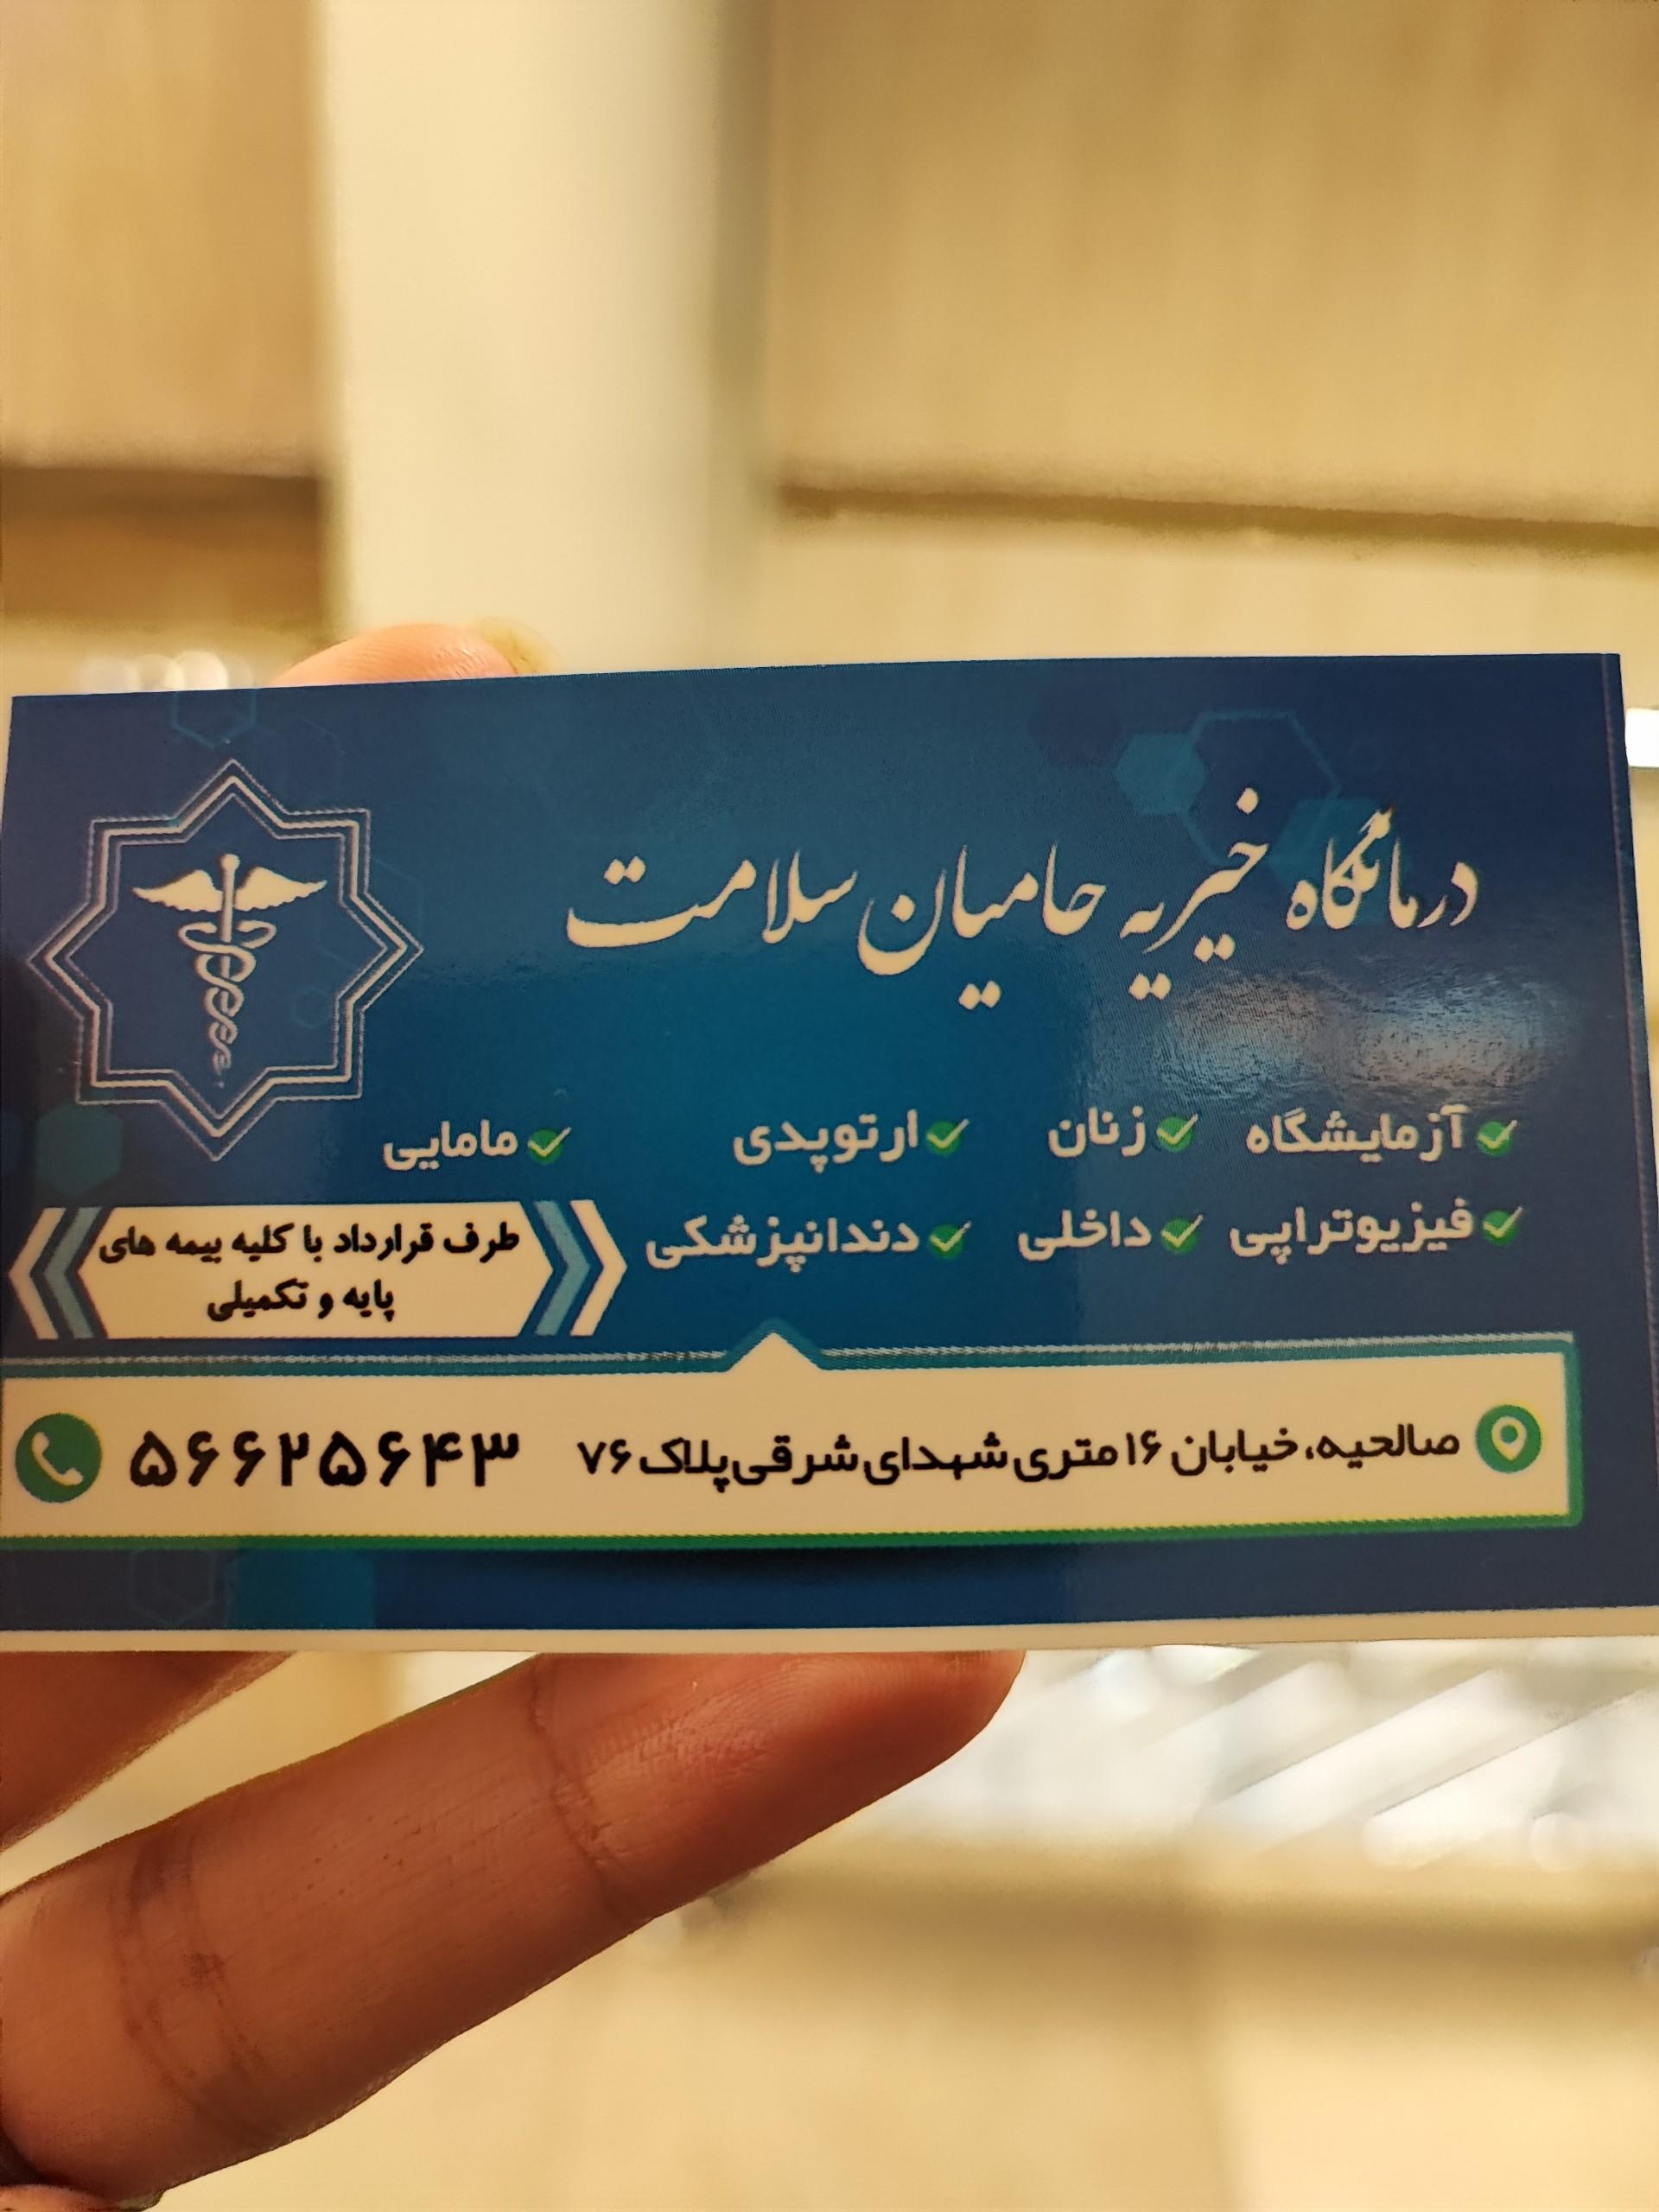 درمانگاه خیریه حامیان سلامت
آزمایشگاه زنان ارتوپدی مامایی
فیزیوتراپی داخلی دندانپزشکی
طرف قرارداد با کلیه بیمه های
پایه و تکمیلی
صالحیه، خیابان ۱۶ متری شهدای شرقی پلاک ۷۶
۵۶۶۲۵۶۴۳